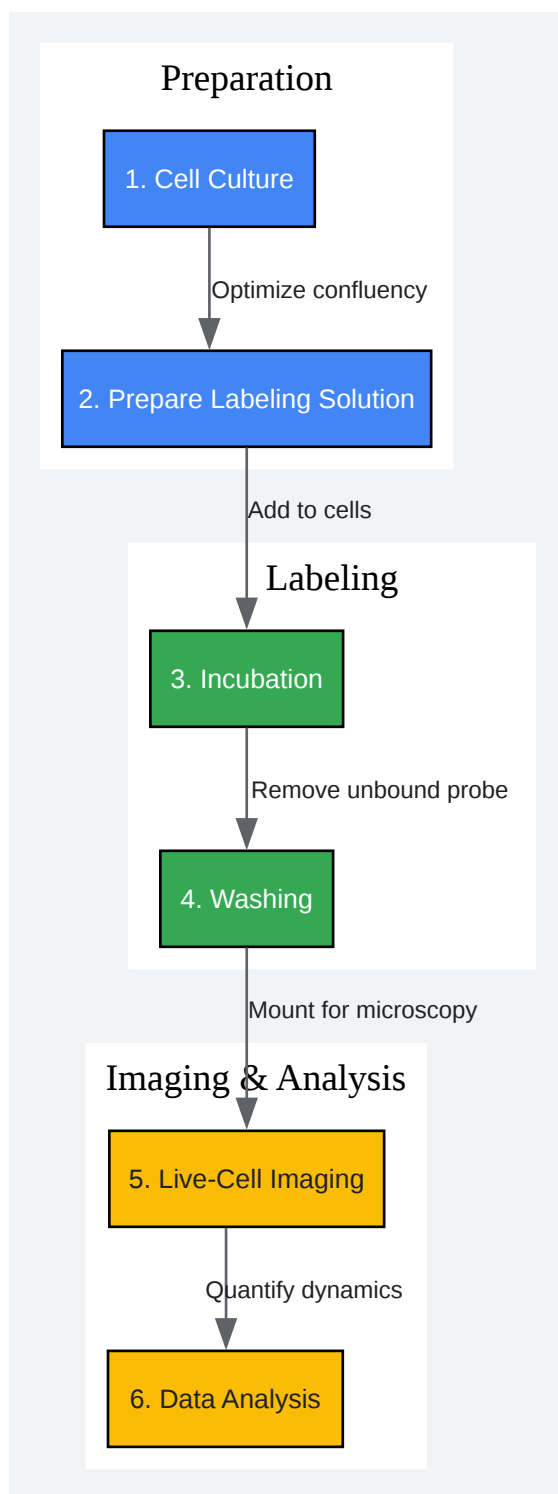 Preparation
1. Cell Culture
Optimize confluency
2. Prepare Labeling Solution
Add to cells
Labeling
3. Incubation
Remove unbound probe
4. Washing
Mount for microscopy
Imaging & Analysis
5. Live-Cell Imaging
Quantify dynamics
6. Data Analysis